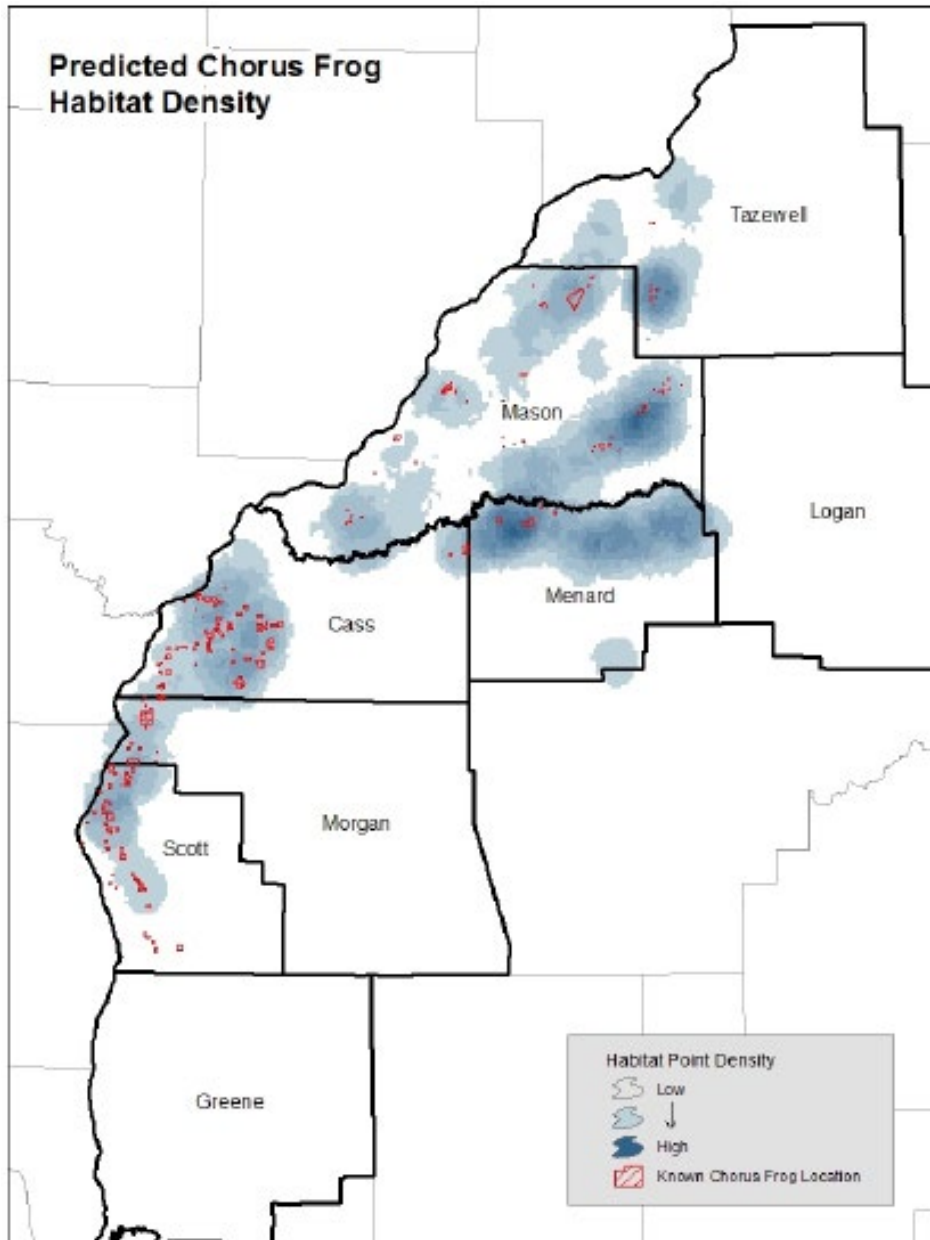 Predicted Chorus Frog
Habitat Density
Tazewell
Mason
Logan
Menard
Cass
Morgan
Scott
Greene
Habitat Point Density
Low
High
Known Chorus Frog Location